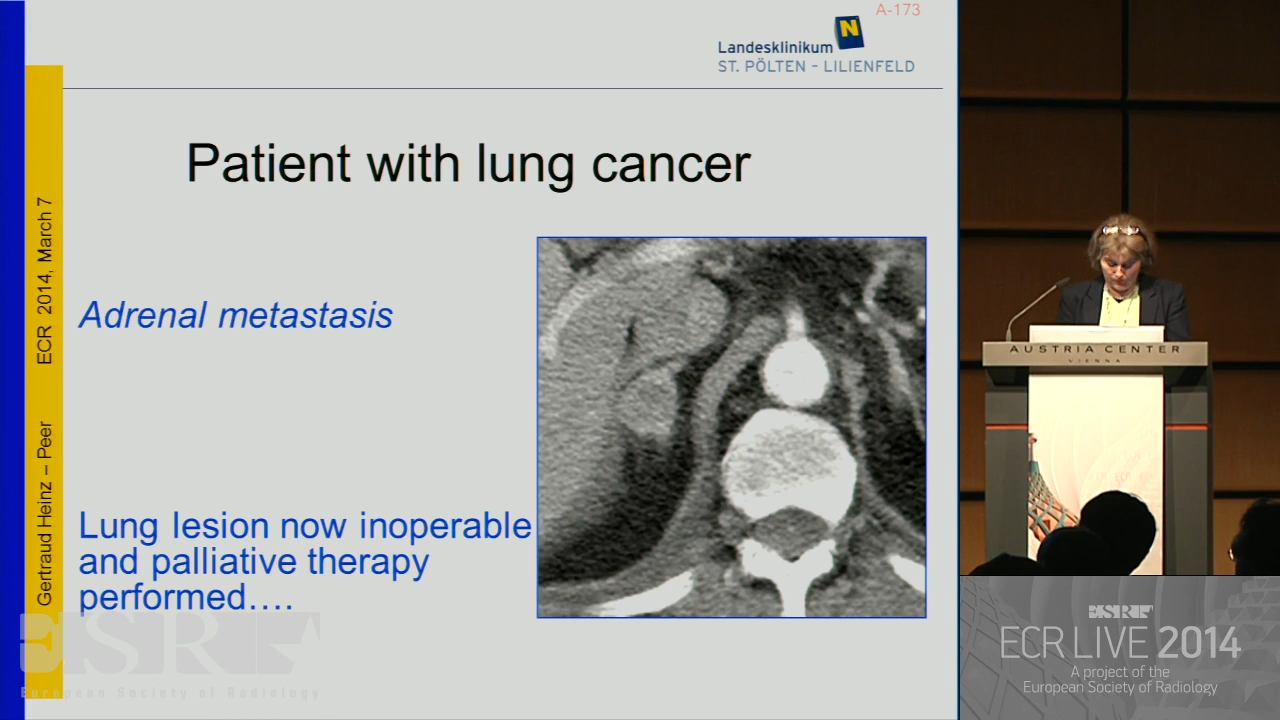 A-173
Landesklinikum
N
ST. PÖLTEN – LILIENFELD
Patient with lung cancer
Adrenal metastasis
Lung lesion now inoperable
and palliative therapy
performed….
Gertraud Heinz – Peer ECR 2014, March 7
ESR
European Society of Radiology
AUSTRIA CENTER
VIENNA
ESR
ECR LIVE 2014
A project of the
European Society of Radiology